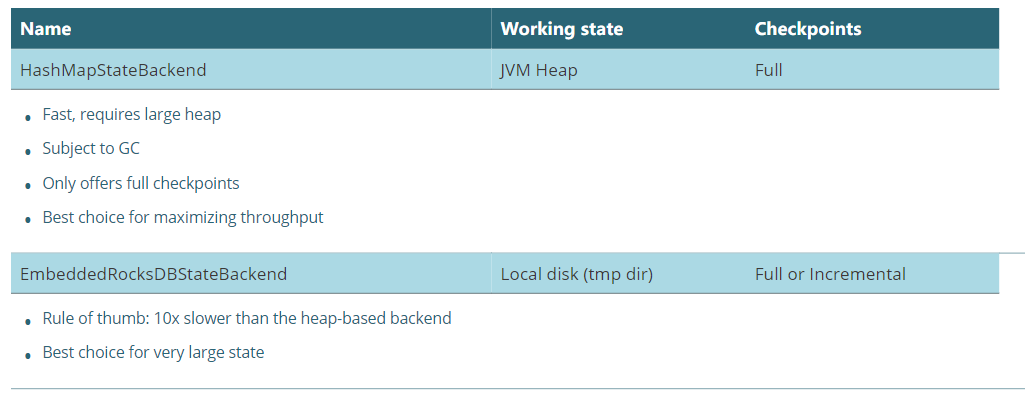 Name Working state Checkpoints
HashMapStateBackend JVM Heap Full
• Fast, requires large heap
• Subject to GC
• Only offers full checkpoints
• Best choice for maximizing throughput
EmbeddedRocksDBStateBackend Local disk (tmp dir) Full or Incremental
• Rule of thumb: 10x slower than the heap-based backend
• Best choice for very large state